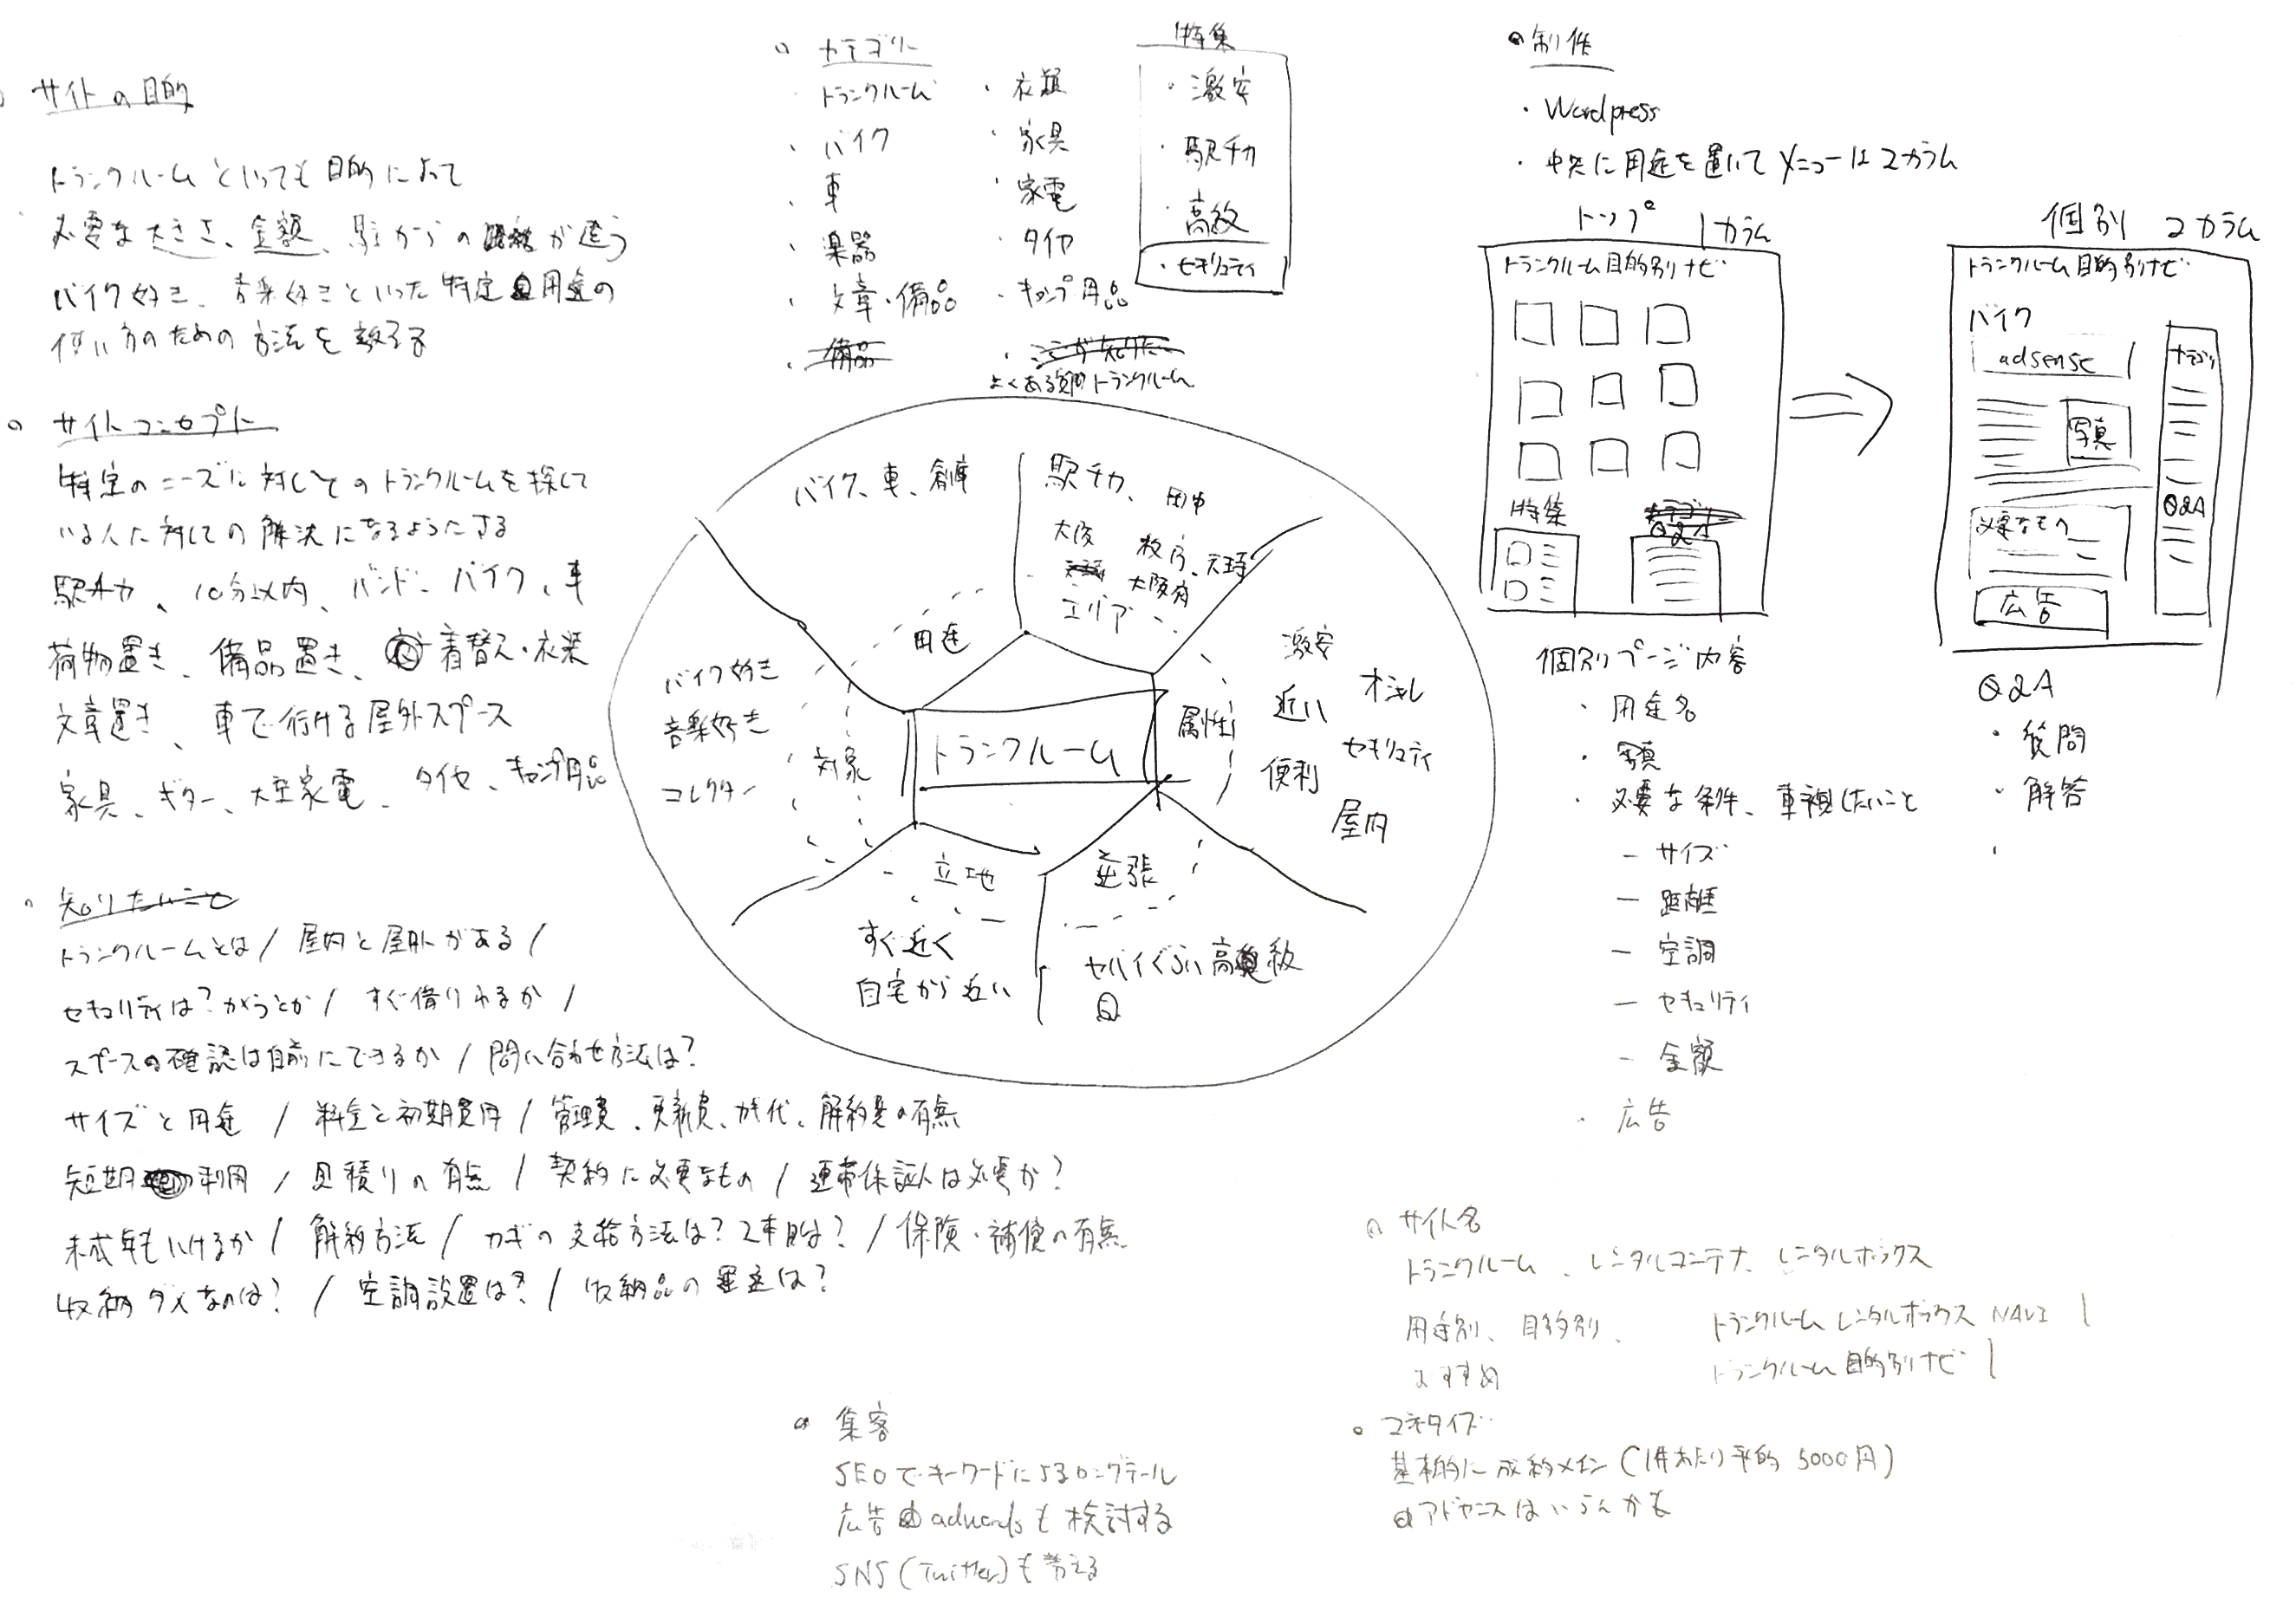 サイトの目的
トランクルームといっても目的によって
必要な大きさ、金額、駅からの が違う
バイク好き、音楽好きといった特定 用途の
使い方のための方法を教える
サイトコンセプト
特定のニーズに対してのトランクルームを探して
いる人に対しての解決になるようにする
駅チカ、10分以内、バンド、バイク、車
荷物置き、備品置き、着替え・衣装
文章置き、車で行ける屋外スペース
家具、ギター、大型家電、タイヤ、キャンプ用品
知りたいこと
トランクルームとは / 屋内と屋外がある /
セキュリティは? かぎとか / すぐ借りれるか /
スペースの確認は自前にできるか / 問い合わせ方法は?
サイズと用途 / 料金と初期費用 / 管理費、更新費、カギ代、解約費の有無
短期 利用 / 見積りの有無 / 契約に必要なもの / 連帯保証人は必要か?
未成年もいけるか / 解約方法 / カギの支給方法は? 2本目は? / 保険・補償の有無
収納ダメなのは? / 空調設置は? / 収納品の は?
カテゴリー
トランクルーム
バイク
車
楽器
文章・備品
備品
衣類
家具
家電
タイヤ
キャンプ用品
よくある質問トランクルーム
特集
激安
駅チカ
高級
セキュリティ
バイク、車、倉庫
用途
駅チカ、田中
大阪
枚方、天王寺
大阪府
エリア
バイク好き
音楽好き
コレクター
対象
トランクルーム
属性
激安
近い
オシャレ
セキュリティ
便利
屋内
立地
すぐ近く
自宅から近い
逆張
ヤバイぐらい高 級
制作
Wordpress
中央に用途を置いてメニューは2カラム
トップ 1カラム
トランクルーム目的別ナビ
特集
Q&A
個別 2カラム
トランクルーム目的別ナビ
バイク
adsense
写真
必要なもの
広告
カテゴリ
Q&A
個別ページ内容
用途名
写真
必要な条件、重視したいこと
- サイズ
- 距離
- 空調
- セキュリティ
- 金額
広告
Q&A
質問
解答
サイト名
トランクルーム、レンタルコンテナ、レンタルボックス
用途別、目的別、
おすすめ
トランクルーム レンタルボックス NAVI
トランクルーム目的別ナビ
マネタイズ
基本的に成約メイン(1件あたり平均 5000円)
アドセンスはいらんかも
集客
SEOでキーワードによるロングテール
広告 adwordsも検討する
SNS (Twitter)も考える